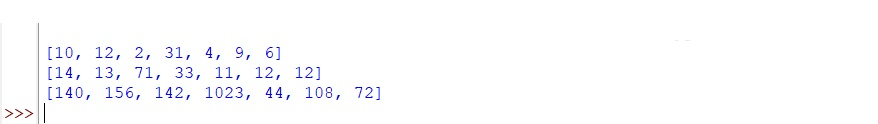 [10, 12, 2, 31, 4, 9, 6]
[14, 13, 71, 33, 11, 12, 12]
[140, 156, 142, 1023, 44, 108, 72]
>>>